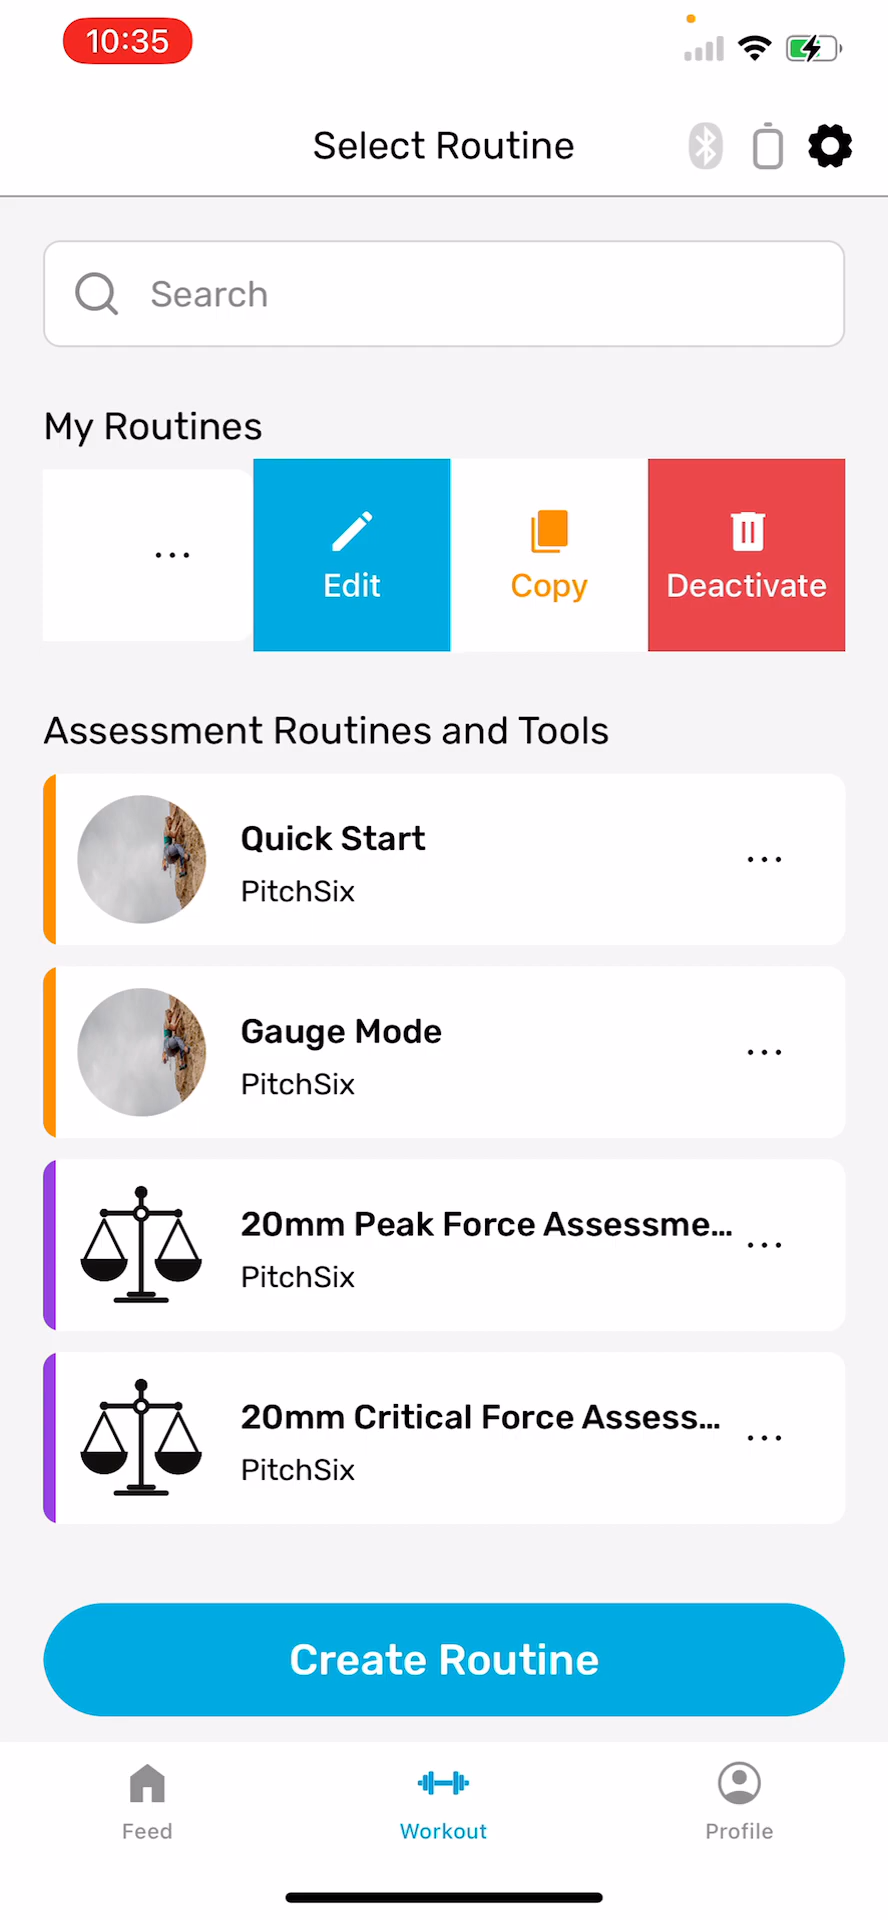 10:35
Select Routine
Search
My Routines
...
Edit
Copy
Deactivate
Assessment Routines and Tools
Quick Start
PitchSix
...
Gauge Mode
PitchSix
...
20mm Peak Force Assessme...
PitchSix
...
20mm Critical Force Assess...
PitchSix
...
Create Routine
Feed
Workout
Profile